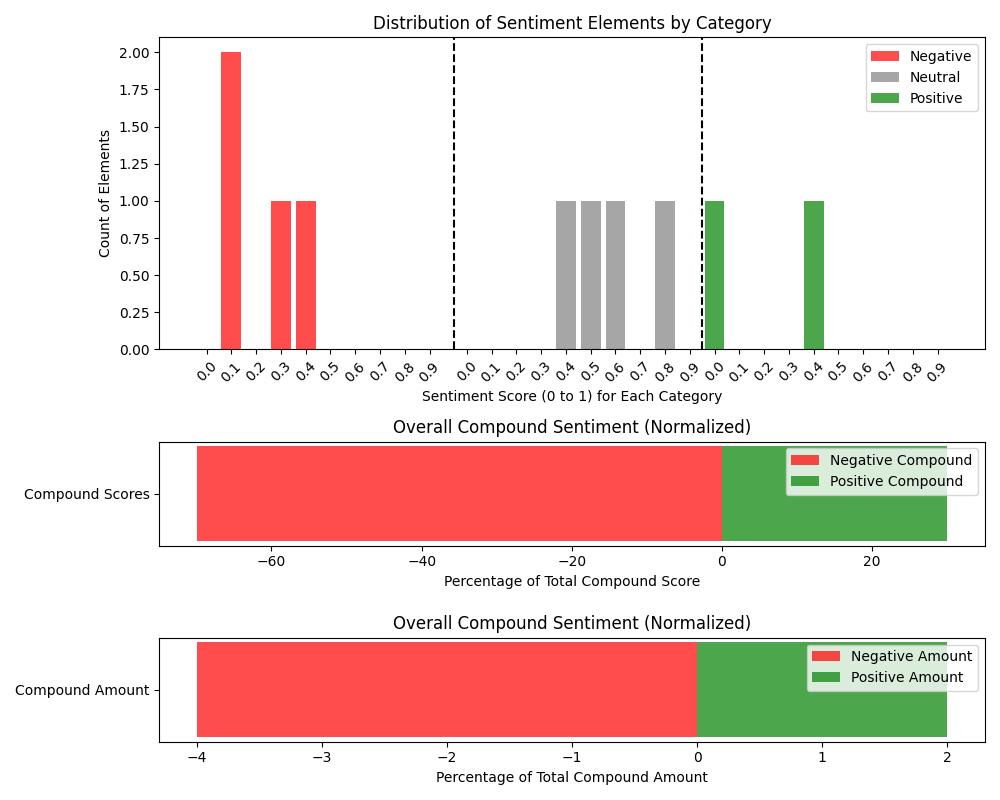 Distribution of Sentiment Elements by Category
Count of Elements
2.00
1.75
1.50
1.25
1.00
0.75
0.50
0.25
0.00
Negative
Neutral
Positive
0.0 0.1 0.2 0.3 0.4 0.5 0.6 0.7 0.8 0.9 0.0 0.1 0.2 0.3 0.4 0.5 0.6 0.7 0.8 0.9 0.0 0.1 0.2 0.3 0.4 0.5 0.6 0.7 0.8 0.9
Sentiment Score (0 to 1) for Each Category
Overall Compound Sentiment (Normalized)
Compound Scores
Negative Compound
Positive Compound
−60 −40 −20 0 20
Percentage of Total Compound Score
Overall Compound Sentiment (Normalized)
Compound Amount
Negative Amount
Positive Amount
−4 −3 −2 −1 0 1 2
Percentage of Total Compound Amount